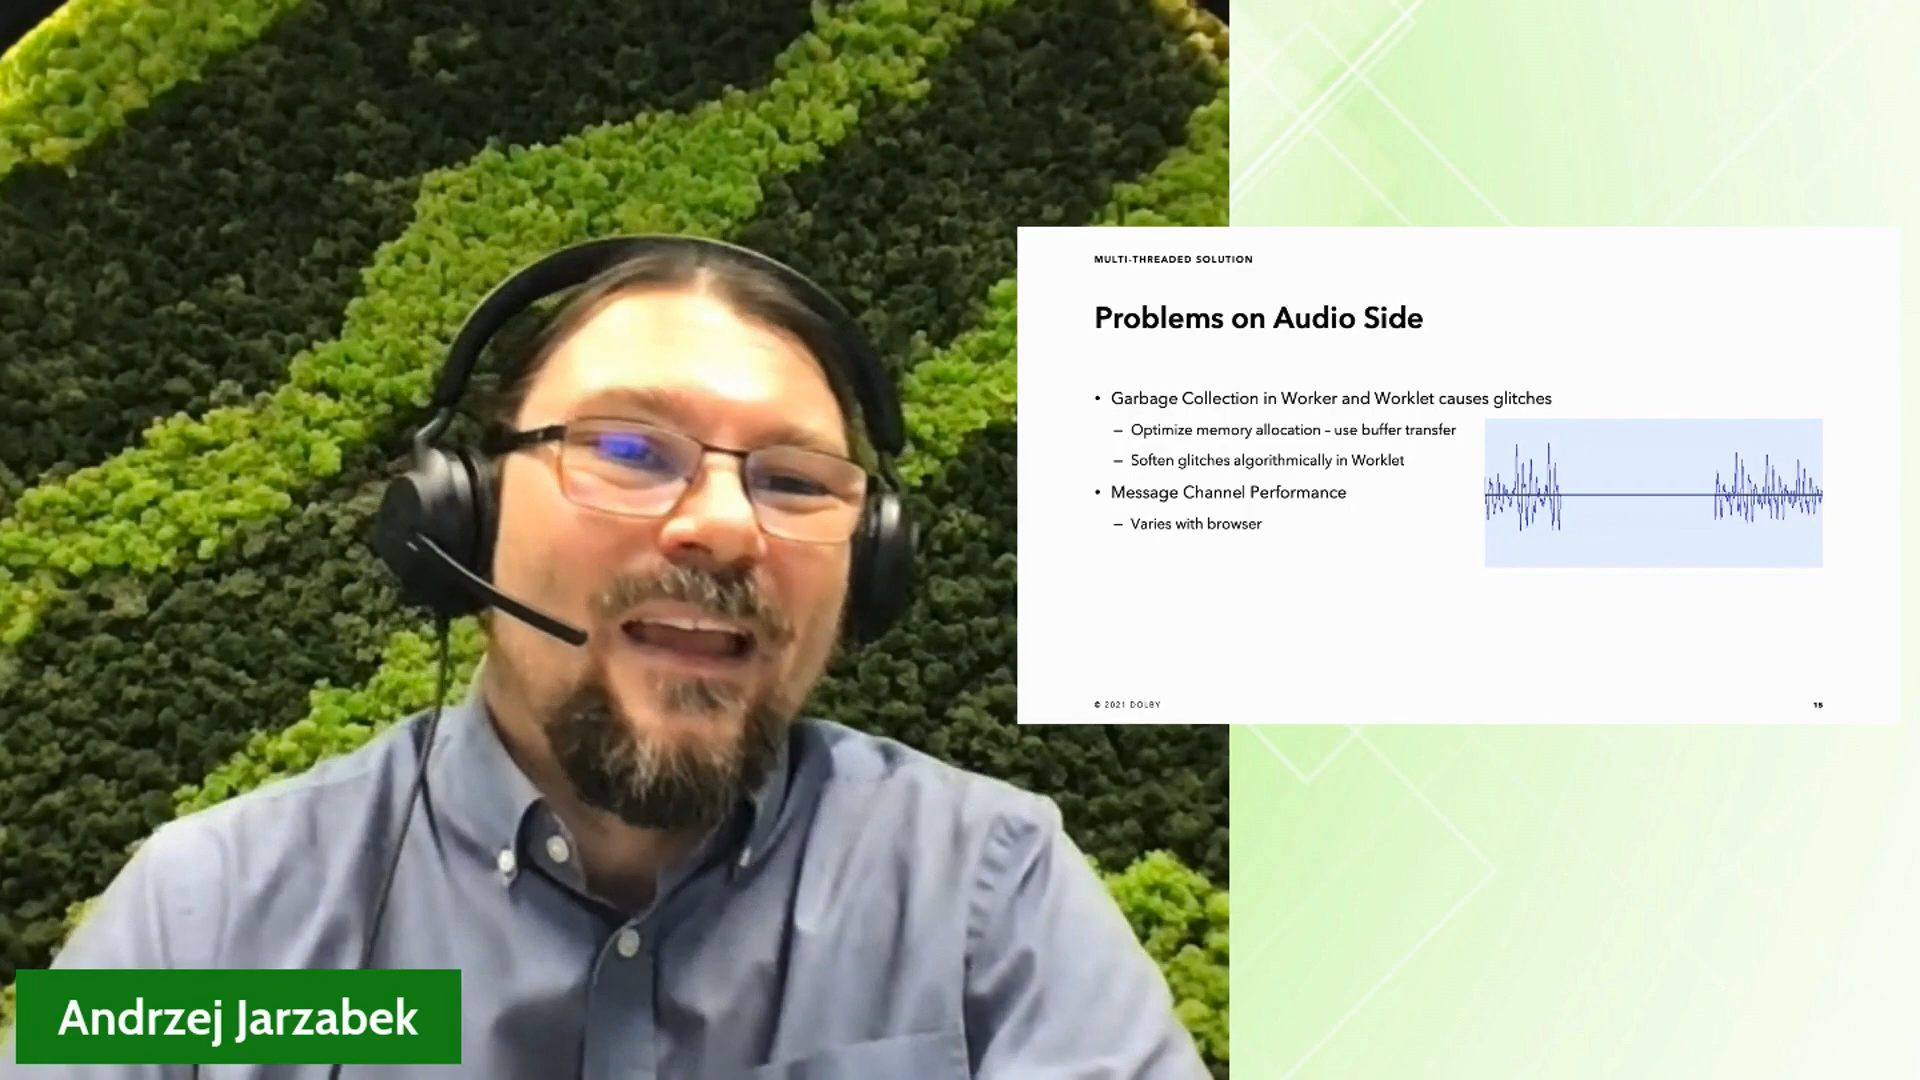 MULTI-THREADED SOLUTION
Problems on Audio Side
• Garbage Collection in Worker and Worklet causes glitches
– Optimize memory allocation – use buffer transfer
– Soften glitches algorithmically in Worklet
• Message Channel Performance
– Varies with browser
© 2021 DOLBY
15
Andrzej Jarzabek